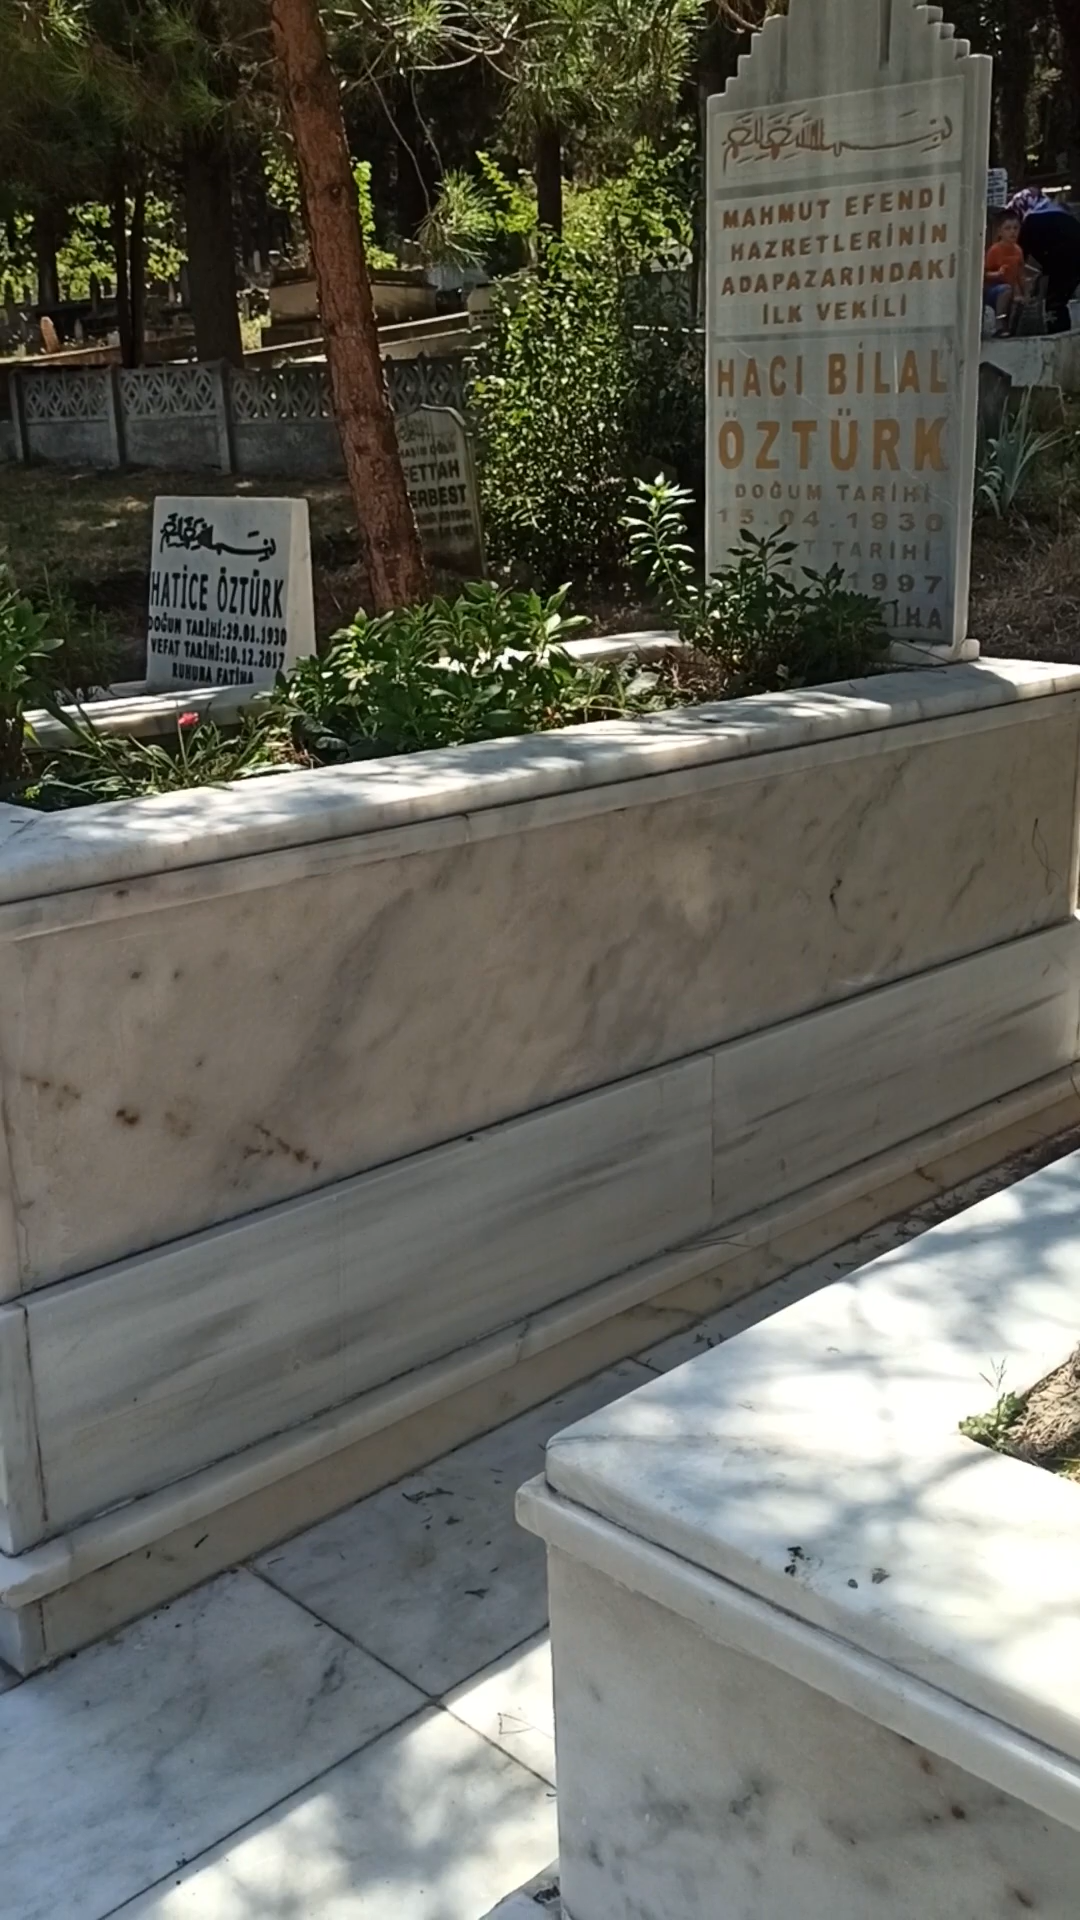 MAHMUT EFENDİ
HAZRETLERİNİN
ADAPAZARINDAKİ
İLK VEKİLİ
HACI BİLAL
ÖZTÜRK
DOĞUM TARİHİ
15.04.1930
TARİHİ
1997
HATİCE ÖZTÜRK
DOĞUM TARİHİ:29.01.1930
VEFAT TARİHİ:10.12.2017
RUHUNA FATİHA
FETTAH